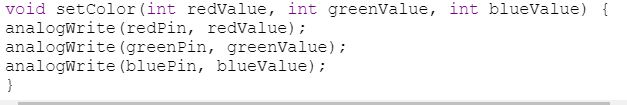 void setColor(int redValue, int greenValue, int blueValue) {
analogWrite(redPin, redValue);
analogWrite(greenPin, greenValue);
analogWrite(bluePin, blueValue);
}